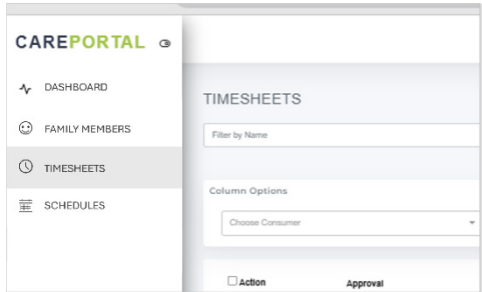 CAREPORTAL
DASHBOARD
FAMILY MEMBERS
TIMESHEETS
SCHEDULES
TIMESHEETS
Filter by Name
Column Options
Choose Consumer
Action Approval